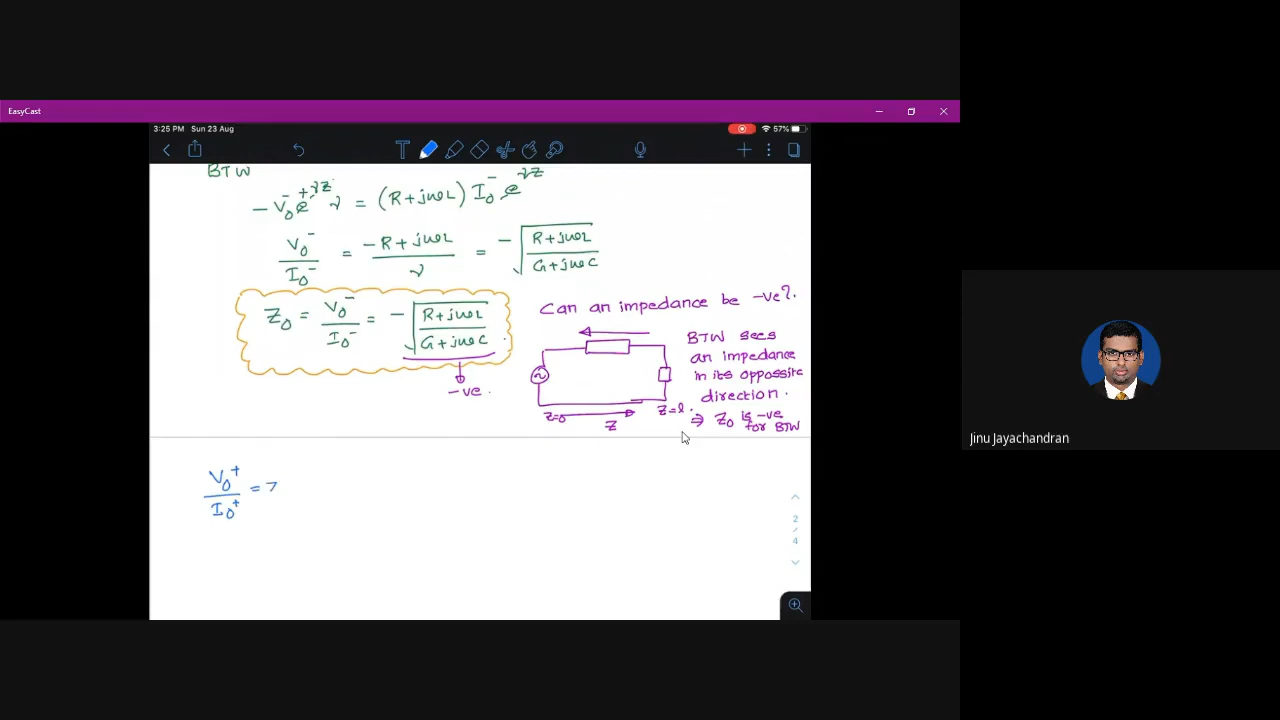 EasyCast
3:25 PM Sun 23 Aug
57%
T
BTW
- V₀⁻ e^{+γz} γ = (R+jωL) I₀⁻ e^{γz}
V₀⁻/I₀⁻ = -R+jωL/γ = -√(R+jωL/G+jωC)
Z₀ = V₀⁻/I₀⁻ = -√(R+jωL/G+jωC)
-ve.
Can an impedance be -ve?.
~
z=0
z
z=l.
BTW sees
an impedance
in its opposite
direction.
⇒ Z₀ is -ve
for BTW
V₀⁺/I₀⁺ =
2
4
Jinu Jayachandran